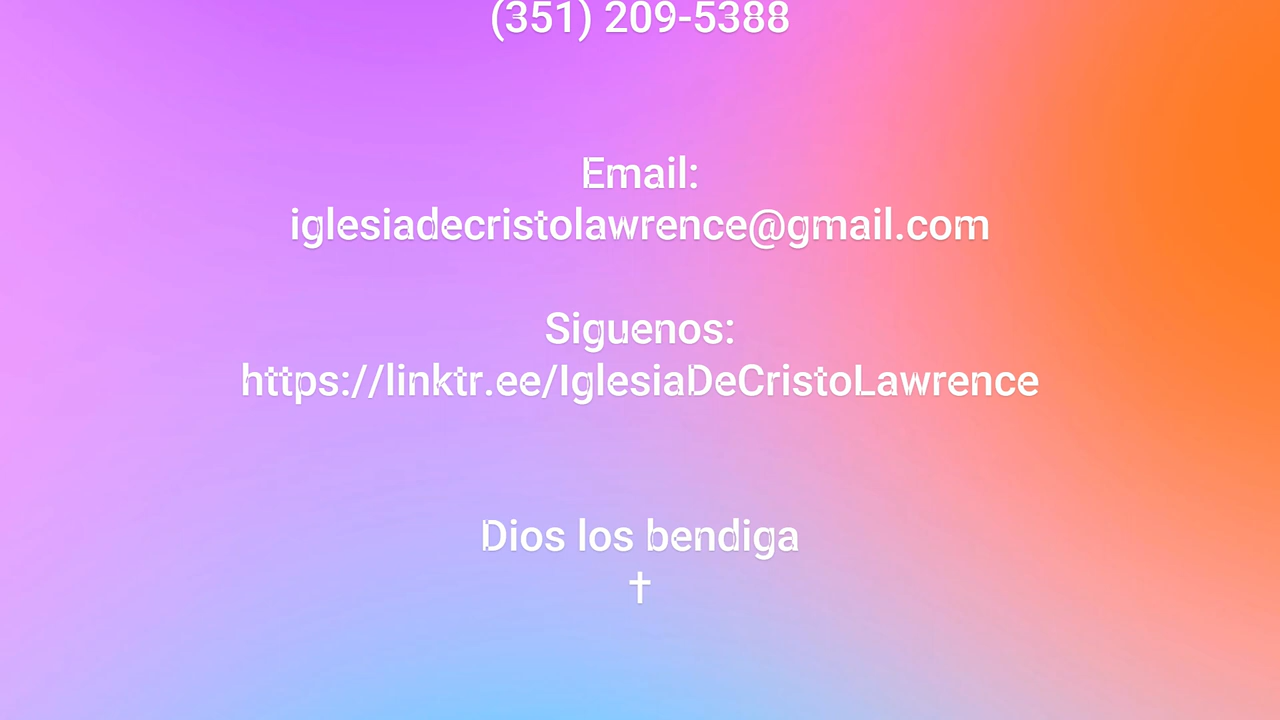 (351) 209-5388
Email:
iglesiadecristolawrence@gmail.com
Siguenos:
https://linktr.ee/IglesiaDeCristoLawrence
Dios los bendiga
✝